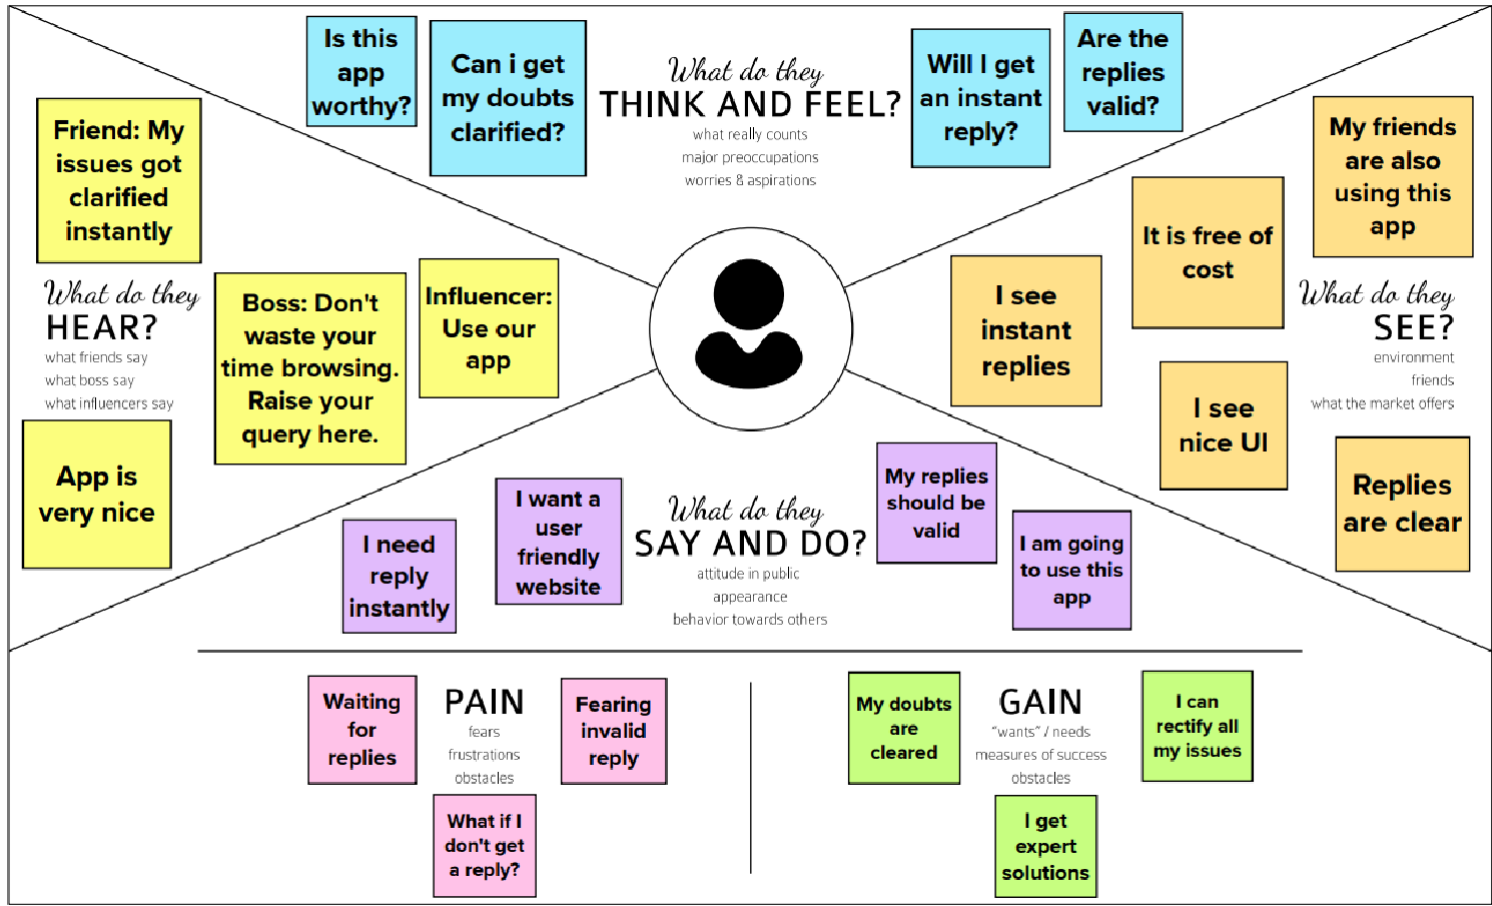 Is this
app
worthy?
Can i get
my doubts
clarified?
What do they
THINK AND FEEL?
what really counts
major preoccupations
worries & aspirations
Will I get
an instant
reply?
Are the
replies
valid?
Friend: My
issues got
clarified
instantly
What do they
HEAR?
what friends say
what boss say
what influencers say
Boss: Don't
waste your
time browsing.
Raise your
query here.
Influencer:
Use our
app
App is
very nice
My friends
are also
using this
app
It is free of
cost
I see
instant
replies
What do they
SEE?
environment
friends
what the market offers
I see
nice UI
Replies
are clear
I need
reply
instantly
I want a
user
friendly
website
What do they
SAY AND DO?
attitude in public
appearance
behavior towards others
My replies
should be
valid
I am going
to use this
app
Waiting
for
replies
PAIN
fears
frustrations
obstacles
Fearing
invalid
reply
What if I
don't get
a reply?
My doubts
are
cleared
GAIN
"wants" / needs
measures of success
obstacles
I can
rectify all
my issues
I get
expert
solutions